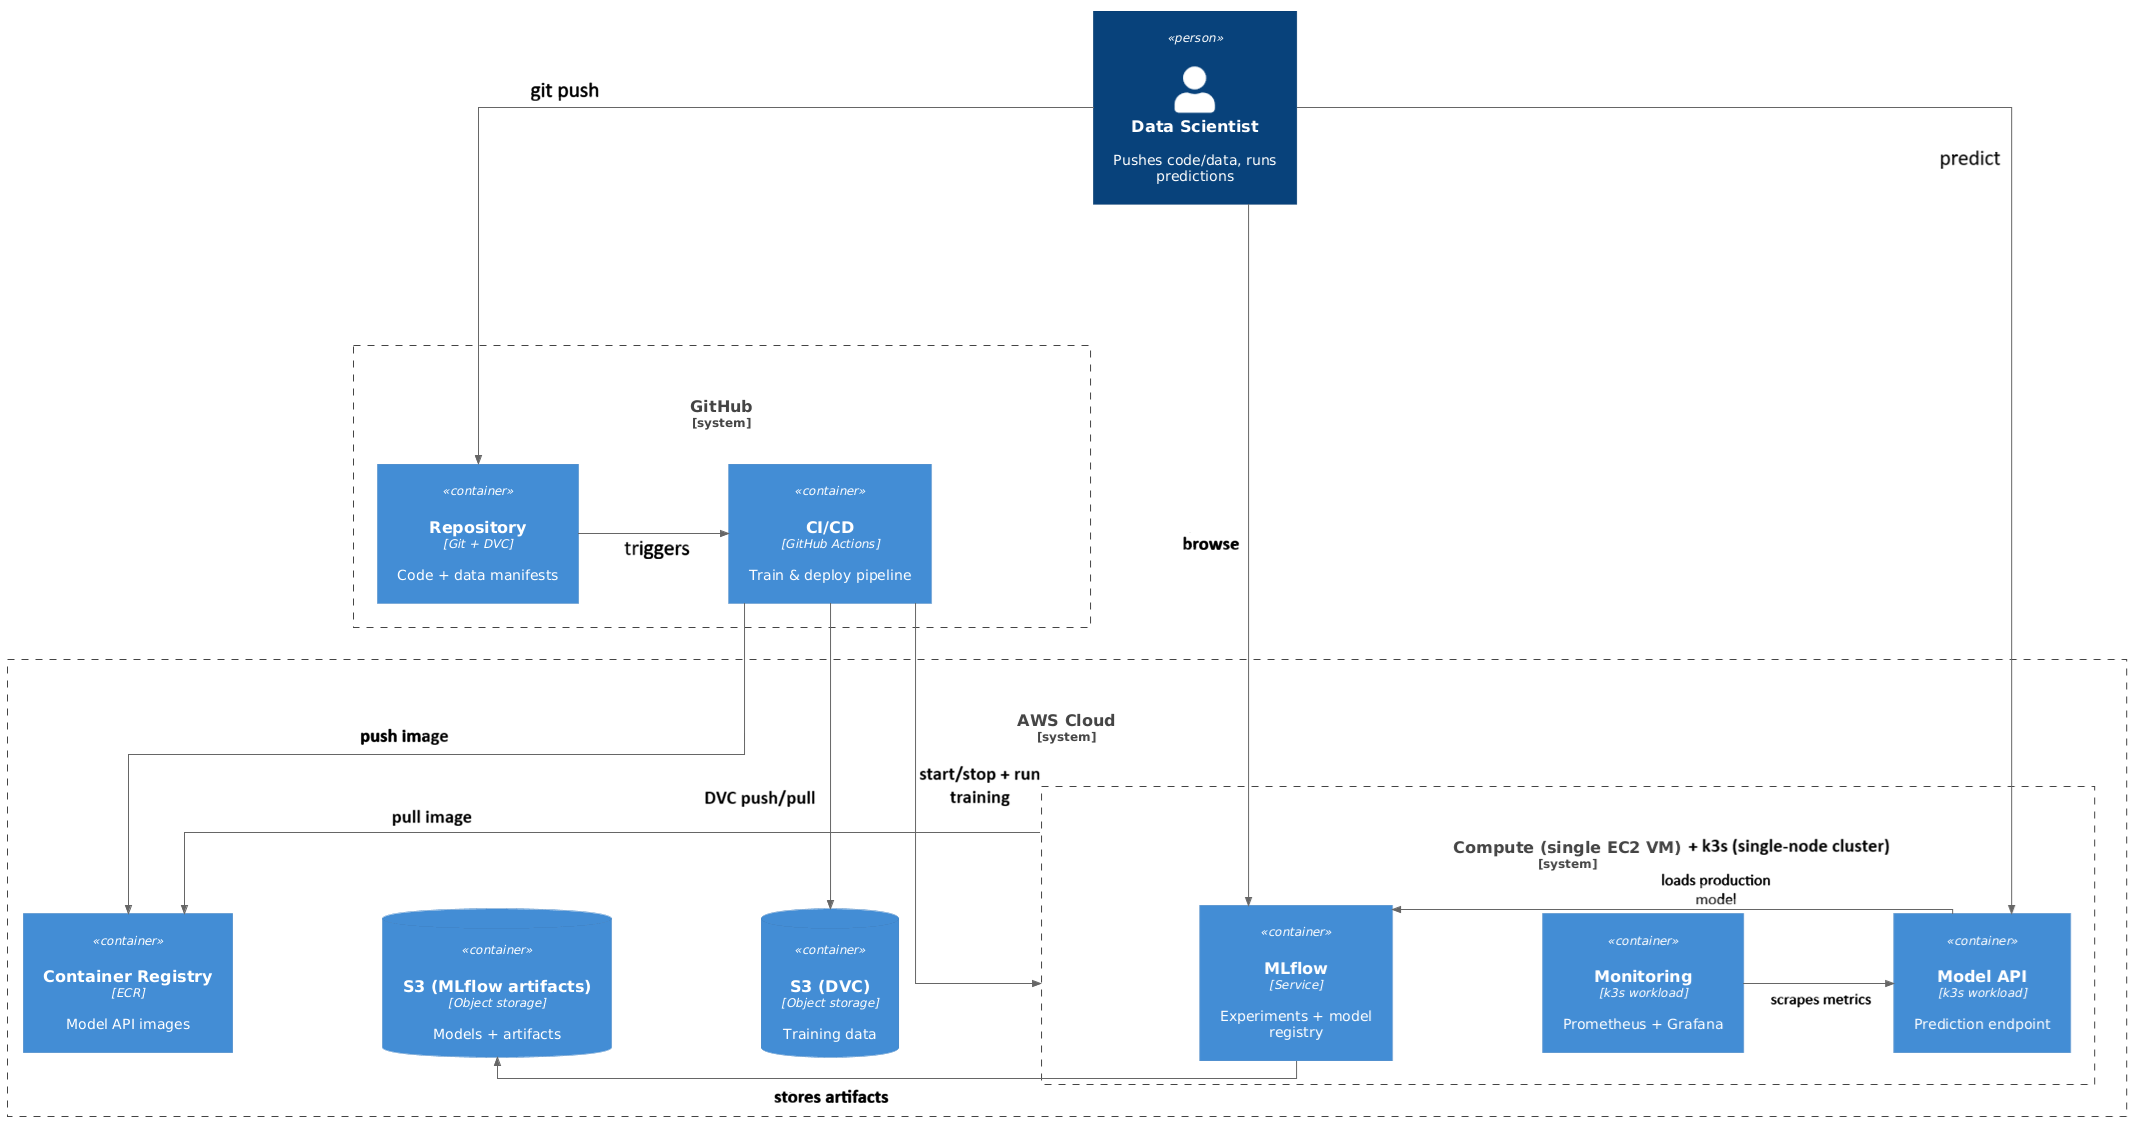 «person»
Data Scientist
Pushes code/data, runs
predictions
git push
predict
GitHub
[system]
«container»
Repository
[Git + DVC]
Code + data manifests
triggers
«container»
CI/CD
[GitHub Actions]
Train & deploy pipeline
browse
AWS Cloud
[system]
push image
start/stop + run
training
DVC push/pull
pull image
Compute (single EC2 VM) + k3s (single-node cluster)
[system]
loads production
model
«container»
Container Registry
[ECR]
Model API images
«container»
S3 (MLflow artifacts)
[Object storage]
Models + artifacts
«container»
S3 (DVC)
[Object storage]
Training data
«container»
MLflow
[Service]
Experiments + model
registry
«container»
Monitoring
[k3s workload]
Prometheus + Grafana
scrapes metrics
«container»
Model API
[k3s workload]
Prediction endpoint
stores artifacts